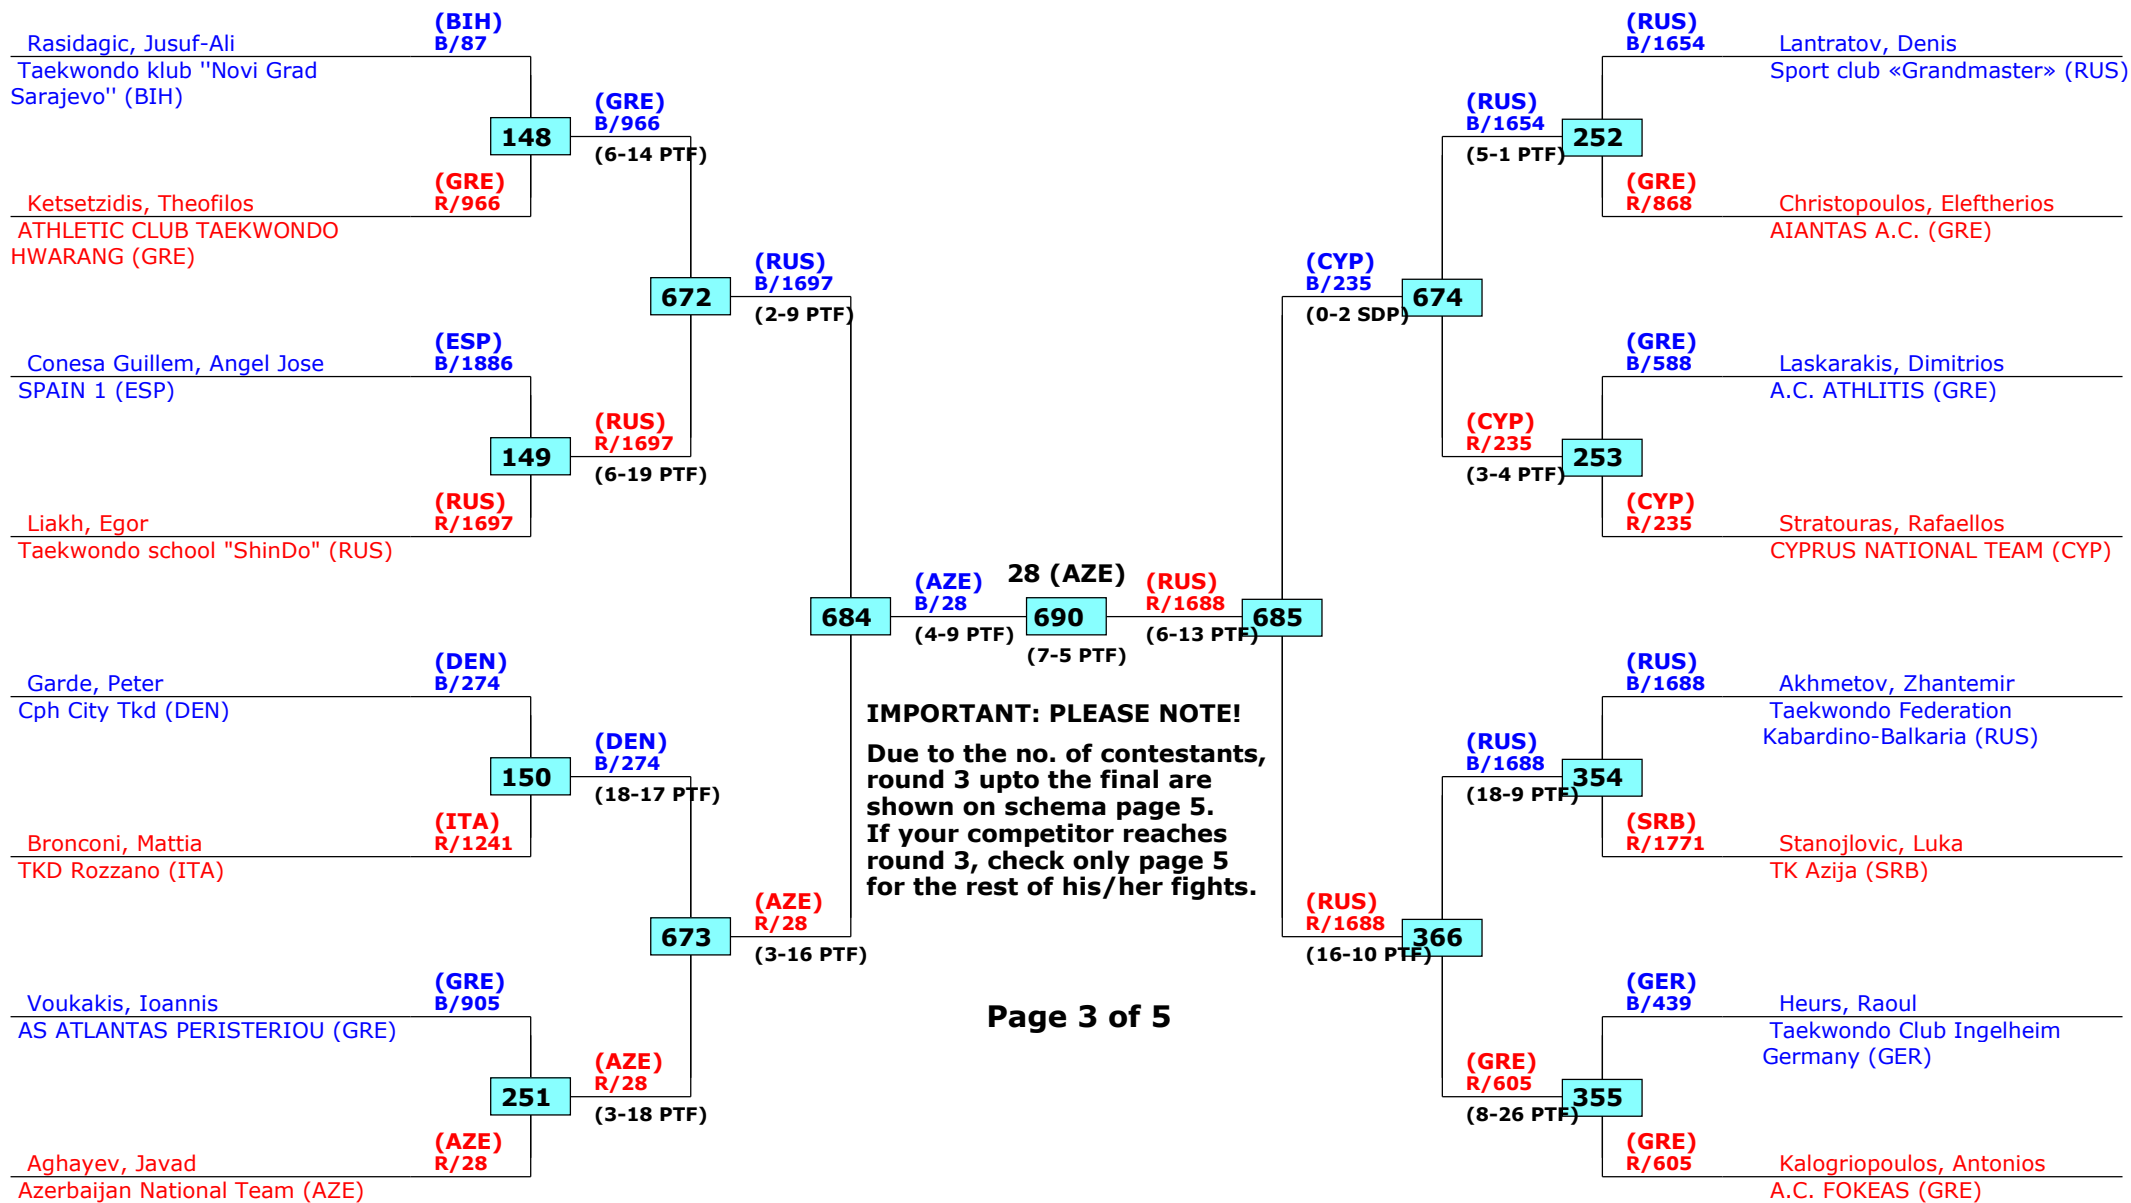 (BIH)
B/87
Rasidagic, Jusuf-Ali
Taekwondo klub ''Novi Grad
Sarajevo'' (BIH)
148
(GRE)
R/966
Ketsetzidis, Theofilos
ATHLETIC CLUB TAEKWONDO
HWARANG (GRE)
(GRE)
B/966
(6-14 PTF)
672
(ESP)
B/1886
Conesa Guillem, Angel Jose
SPAIN 1 (ESP)
149
(RUS)
R/1697
(6-19 PTF)
(RUS)
R/1697
Liakh, Egor
Taekwondo school "ShinDo" (RUS)
(RUS)
B/1697
(2-9 PTF)
684
(DEN)
B/274
Garde, Peter
Cph City Tkd (DEN)
150
(DEN)
B/274
(18-17 PTF)
(ITA)
R/1241
Bronconi, Mattia
TKD Rozzano (ITA)
673
(AZE)
R/28
(3-16 PTF)
(GRE)
B/905
Voukakis, Ioannis
AS ATLANTAS PERISTERIOU (GRE)
251
(AZE)
R/28
(3-18 PTF)
(AZE)
R/28
Aghayev, Javad
Azerbaijan National Team (AZE)
(AZE)
B/28
(4-9 PTF)
28 (AZE)
690
(7-5 PTF)
(RUS)
R/1688
(6-13 PTF)
685
IMPORTANT: PLEASE NOTE!
Due to the no. of contestants,
round 3 upto the final are
shown on schema page 5.
If your competitor reaches
round 3, check only page 5
for the rest of his/her fights.
Page 3 of 5
(RUS)
B/1654
Lantratov, Denis
Sport club «Grandmaster» (RUS)
252
(RUS)
B/1654
(5-1 PTF)
(GRE)
R/868
Christopoulos, Eleftherios
AIANTAS A.C. (GRE)
(CYP)
B/235
(0-2 SDP)
674
(GRE)
B/588
Laskarakis, Dimitrios
A.C. ATHLITIS (GRE)
253
(CYP)
R/235
(3-4 PTF)
(CYP)
R/235
Stratouras, Rafaellos
CYPRUS NATIONAL TEAM (CYP)
(RUS)
B/1688
Akhmetov, Zhantemir
Taekwondo Federation
Kabardino-Balkaria (RUS)
354
(RUS)
B/1688
(18-9 PTF)
(SRB)
R/1771
Stanojlovic, Luka
TK Azija (SRB)
(RUS)
R/1688
(16-10 PTF)
366
(GER)
B/439
Heurs, Raoul
Taekwondo Club Ingelheim
Germany (GER)
355
(GRE)
R/605
(8-26 PTF)
(GRE)
R/605
Kalogriopoulos, Antonios
A.C. FOKEAS (GRE)